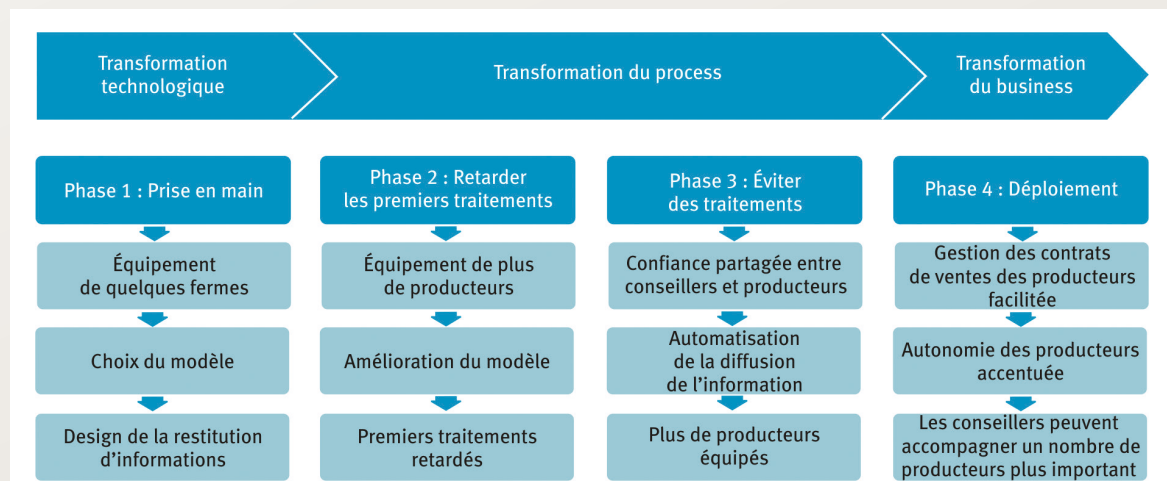 Transformation
technologique
Transformation du process
Transformation
du business
Phase 1 : Prise en main
Équipement
de quelques fermes
Choix du modèle
Design de la restitution
d’informations
Phase 2 : Retarder
les premiers traitements
Équipement de plus
de producteurs
Amélioration du modèle
Premiers traitements
retardés
Phase 3 : Éviter
des traitements
Confiance partagée entre
conseillers et producteurs
Automatisation
de la diffusion
de l’information
Plus de producteurs
équipés
Phase 4 : Déploiement
Gestion des contrats
de ventes des producteurs
facilitée
Autonomie des producteurs
accentuée
Les conseillers peuvent
accompagner un nombre de
producteurs plus important